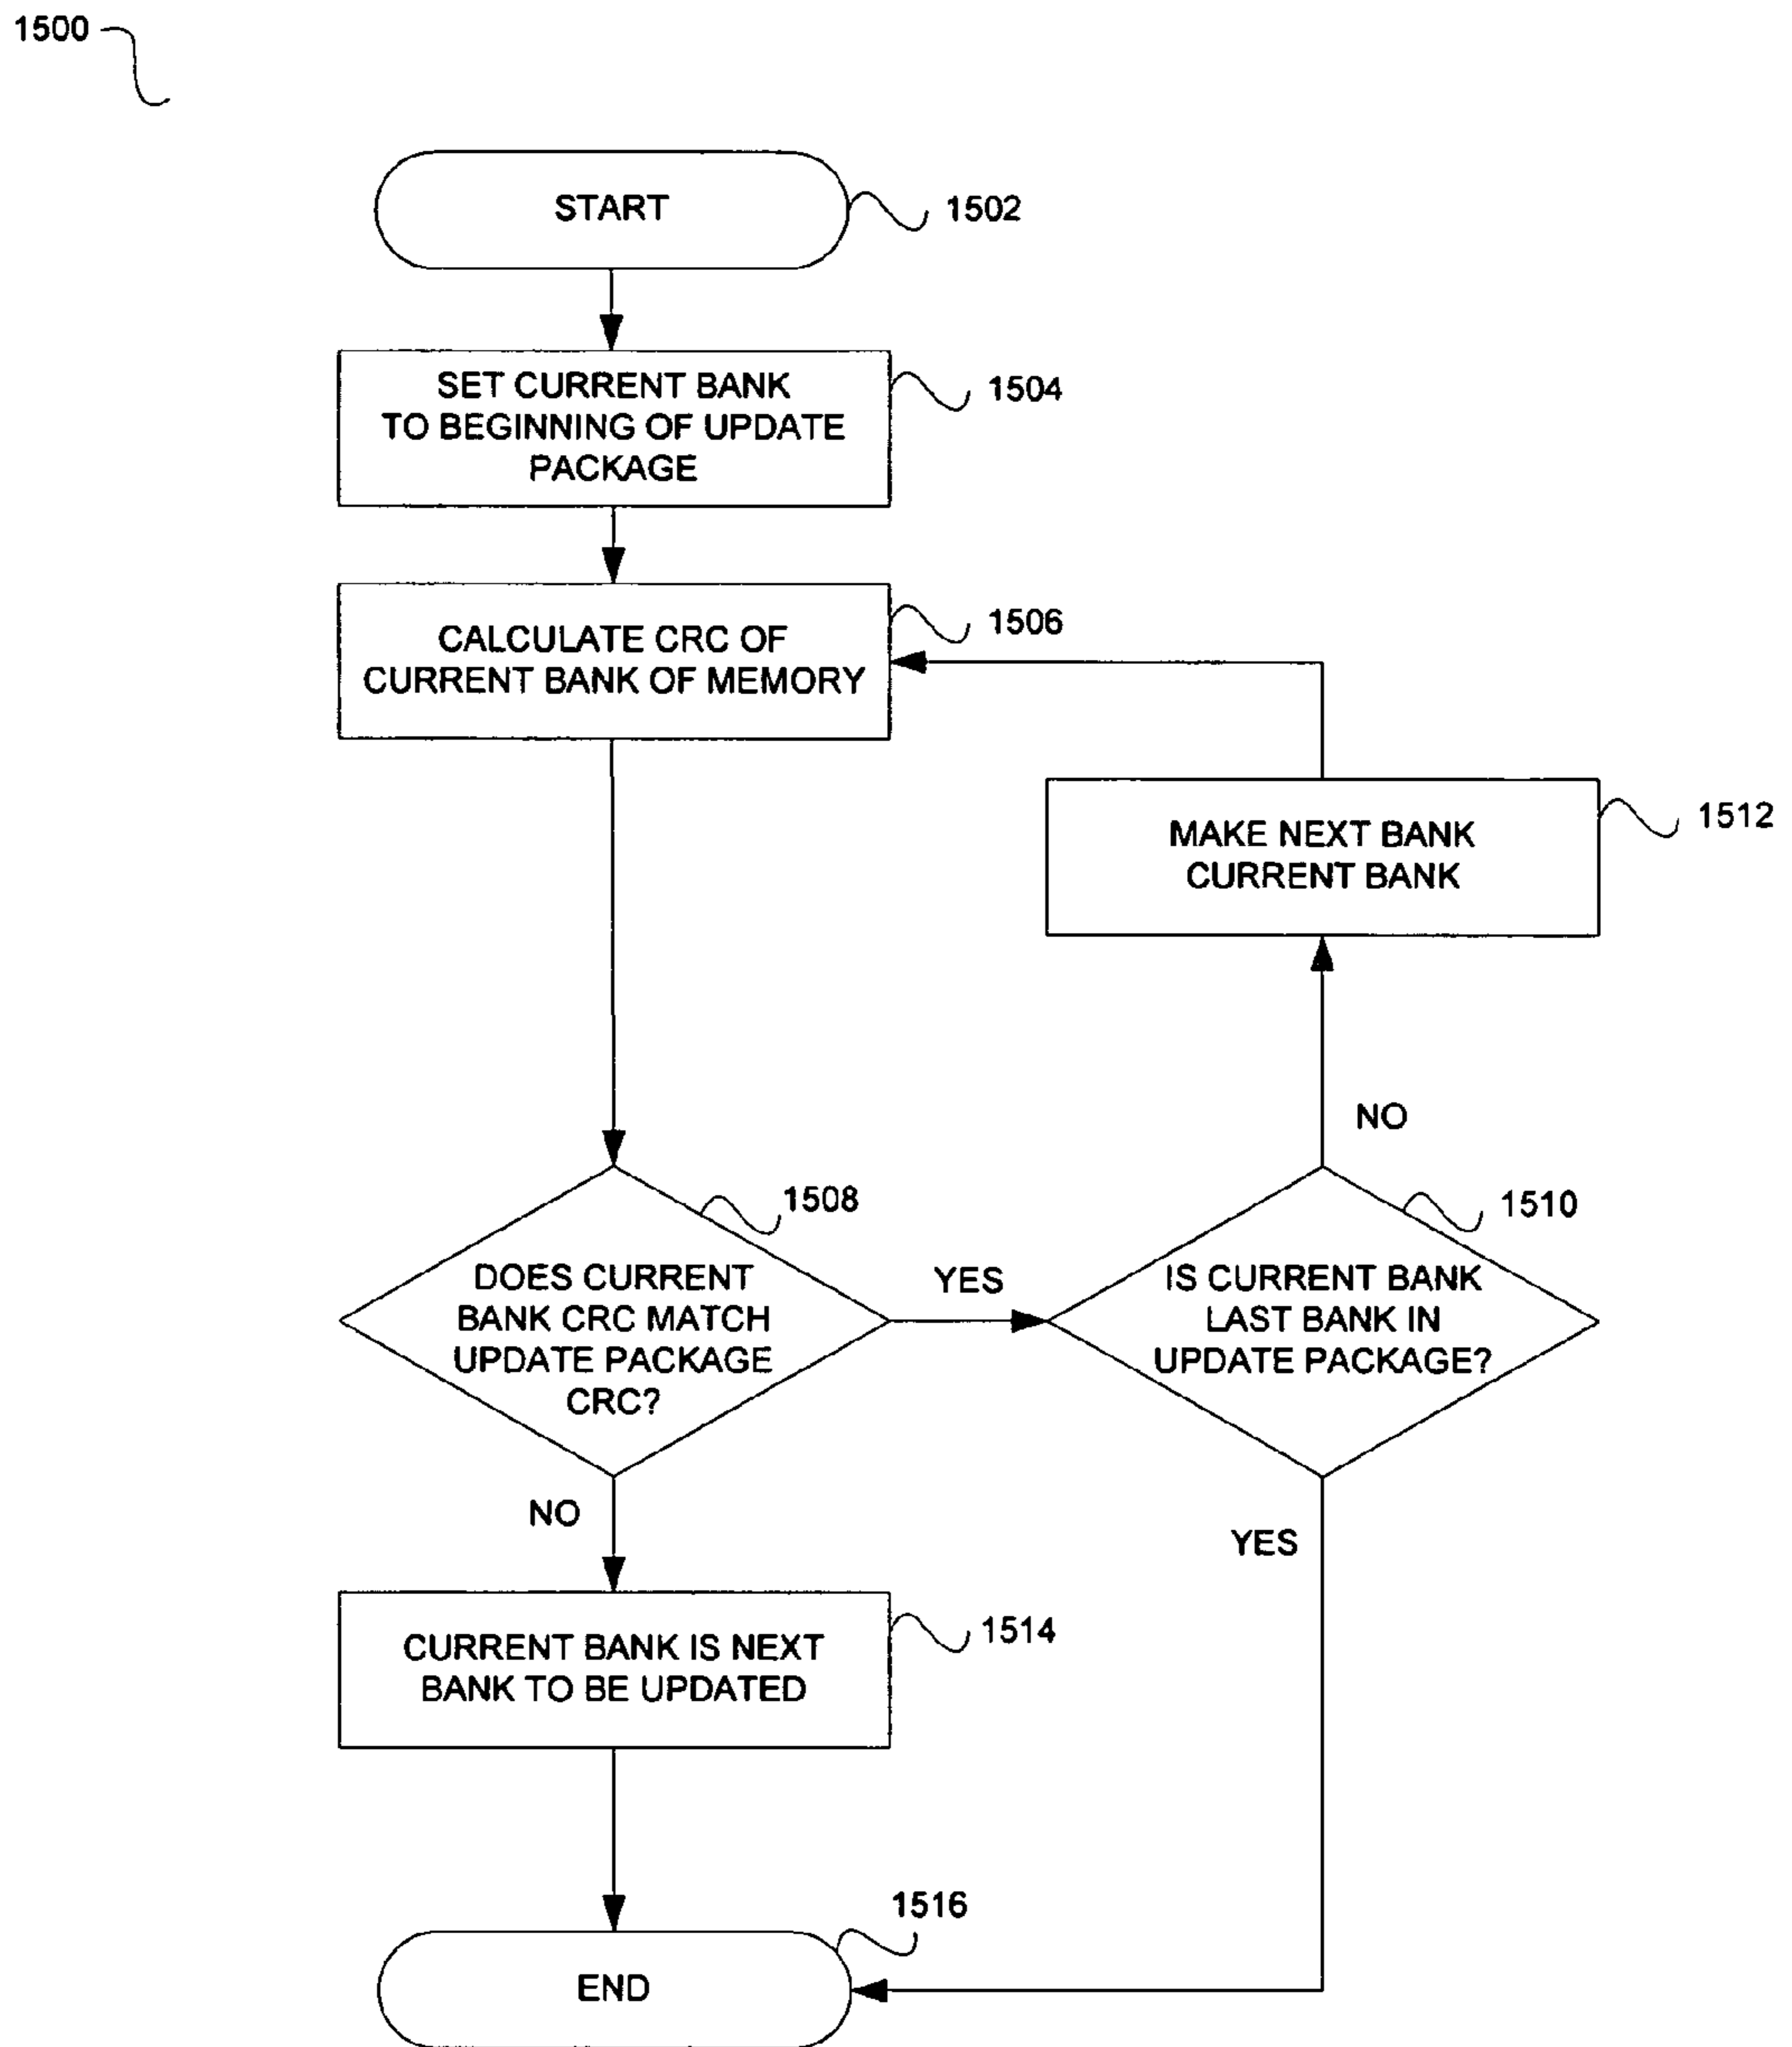 1500
START
1502
SET CURRENT BANK
TO BEGINNING OF UPDATE
PACKAGE
1504
CALCULATE CRC OF
CURRENT BANK OF MEMORY
1506
MAKE NEXT BANK
CURRENT BANK
1512
NO
DOES CURRENT
BANK CRC MATCH
UPDATE PACKAGE
CRC?
1508
YES
IS CURRENT BANK
LAST BANK IN
UPDATE PACKAGE?
1510
NO
YES
CURRENT BANK IS NEXT
BANK TO BE UPDATED
1514
END
1516